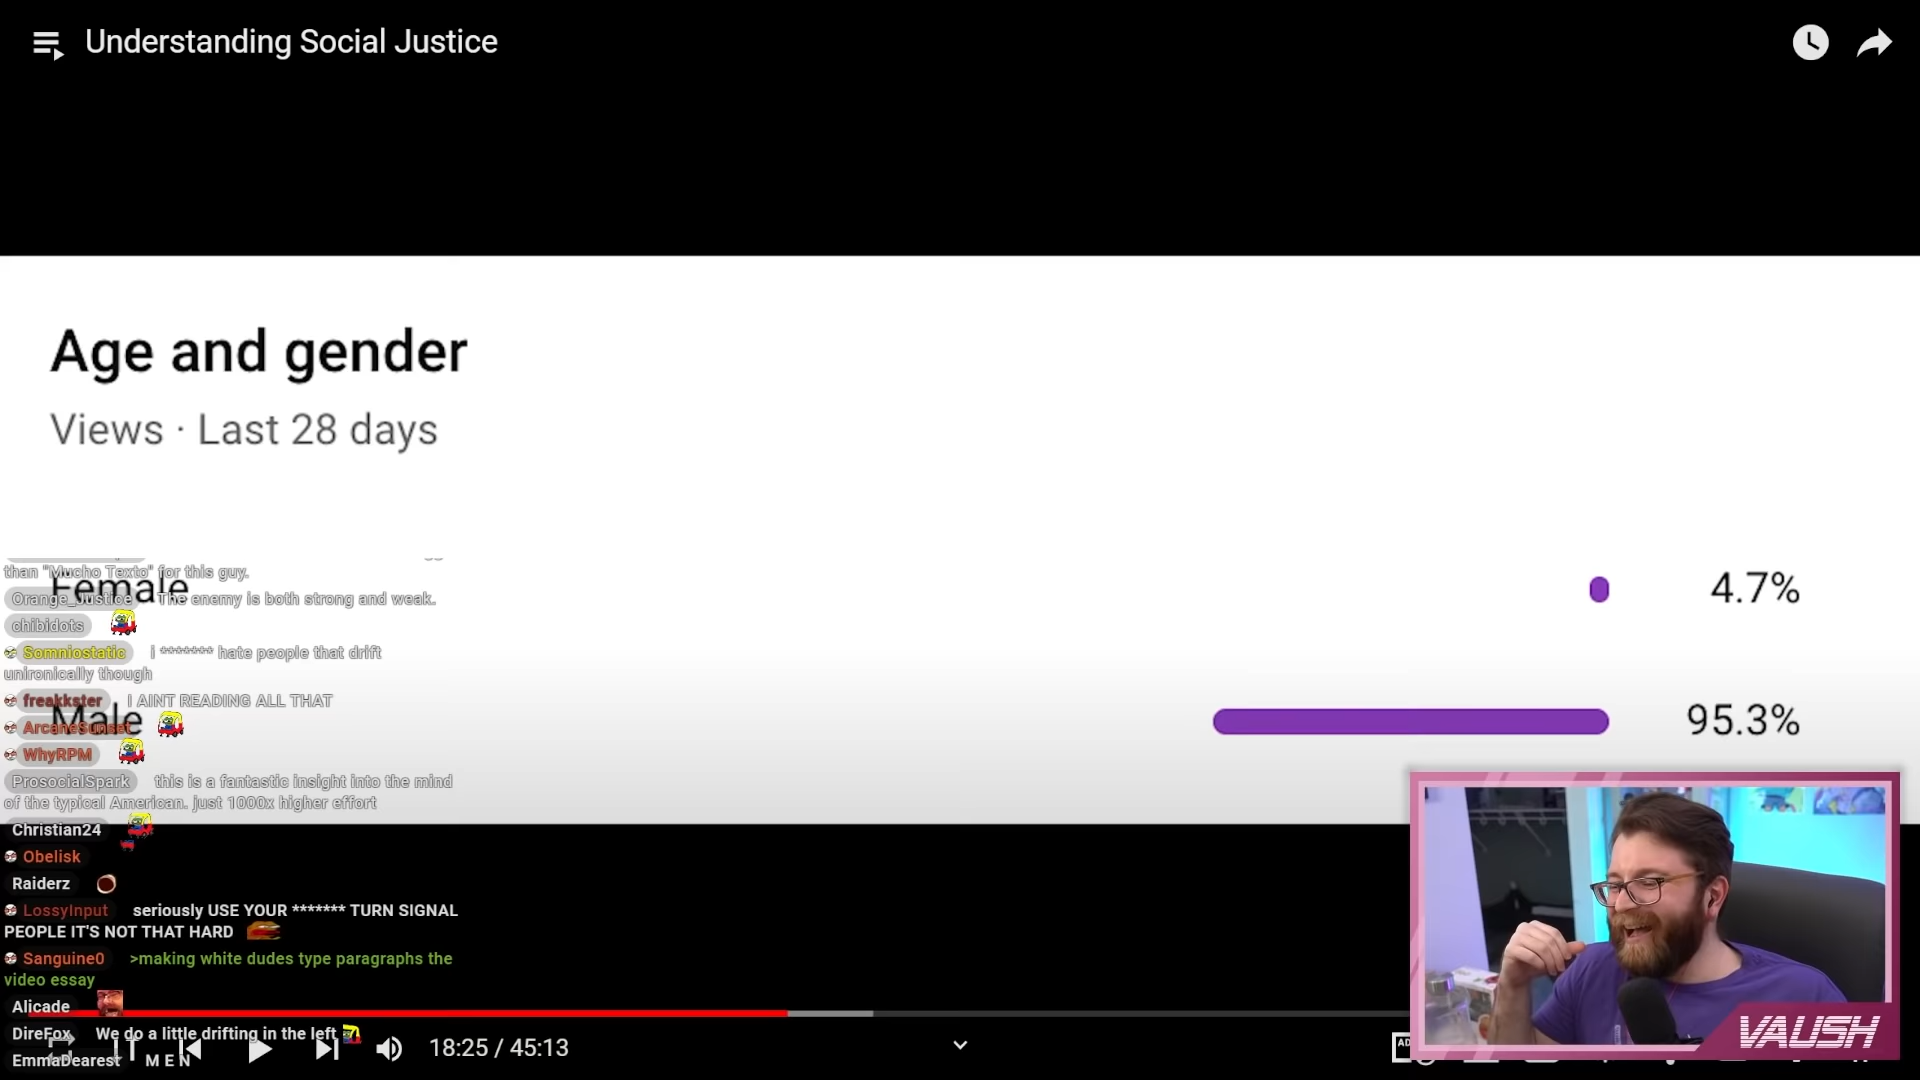 Understanding Social Justice
Age and gender
Views · Last 28 days
Female 4.7%
Male 95.3%
than "Mucho Texto" for this guy.
Orange_Justice The enemy is both strong and weak.
chibidots
Somniostatic i ******* hate people that drift
unironically though
freakkster I AINT READING ALL THAT
ArcaneSunset
WhyRPM
ProsocialSpark this is a fantastic insight into the mind
of the typical American. just 1000x higher effort
Christian24
Obelisk
Raiderz
LossyInput seriously USE YOUR ******* TURN SIGNAL
PEOPLE IT'S NOT THAT HARD
Sanguine0 >making white dudes type paragraphs the
video essay
Alicade
DireFox We do a little drifting in the left
EmmaDearest M E N
18:25 / 45:13
VAUSH